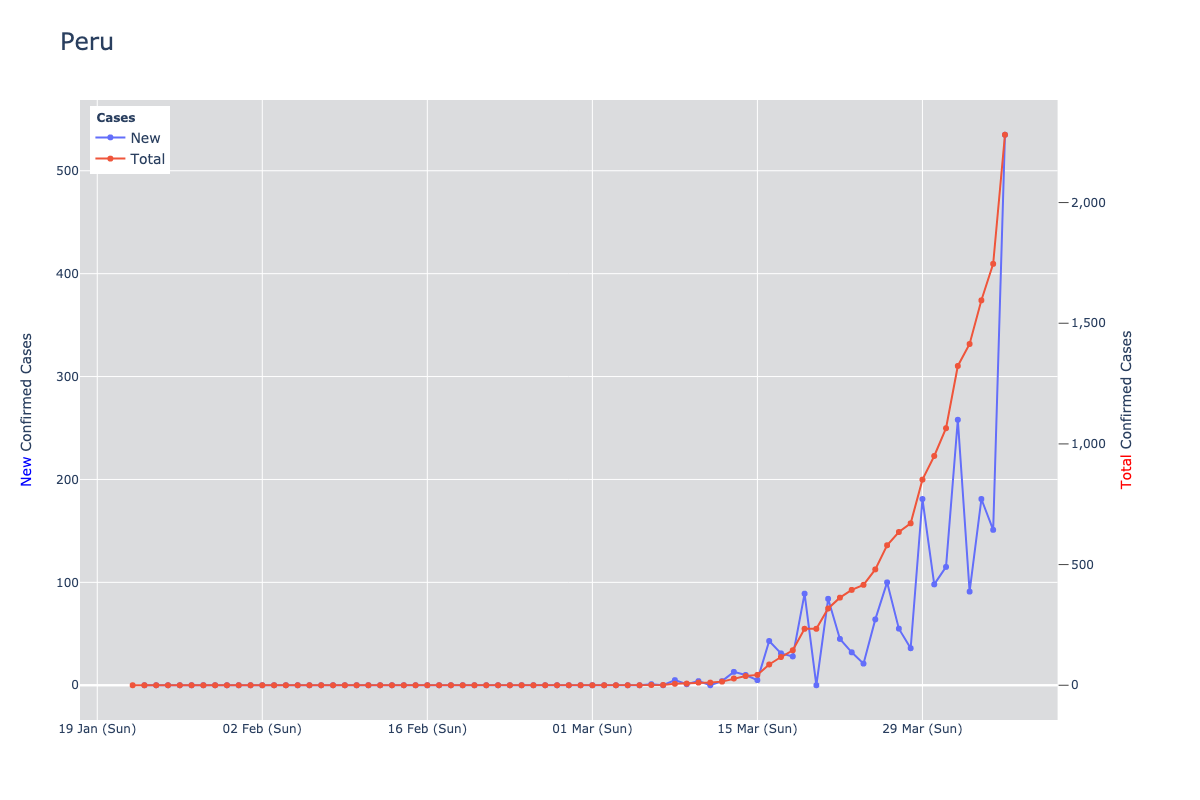 Peru
Cases
New
Total
500
400
300
200
100
0
2,000
1,500
1,000
500
0
New Confirmed Cases
Total Confirmed Cases
19 Jan (Sun)
02 Feb (Sun)
16 Feb (Sun)
01 Mar (Sun)
15 Mar (Sun)
29 Mar (Sun)